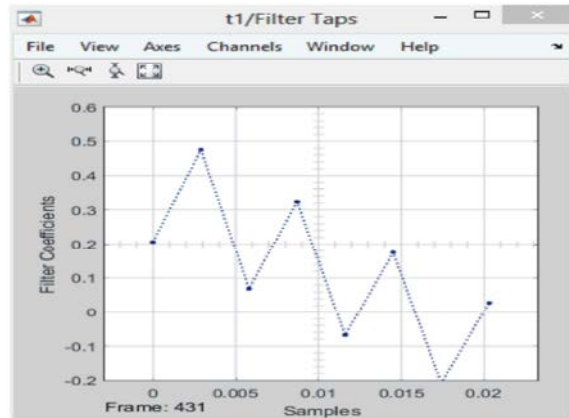 t1/Filter Taps
File View Axes Channels Window Help
0.6
0.5
0.4
0.3
0.2
0.1
0
-0.1
-0.2
Filter Coefficients
0 0.005 0.01 0.015 0.02
Frame: 431
Samples